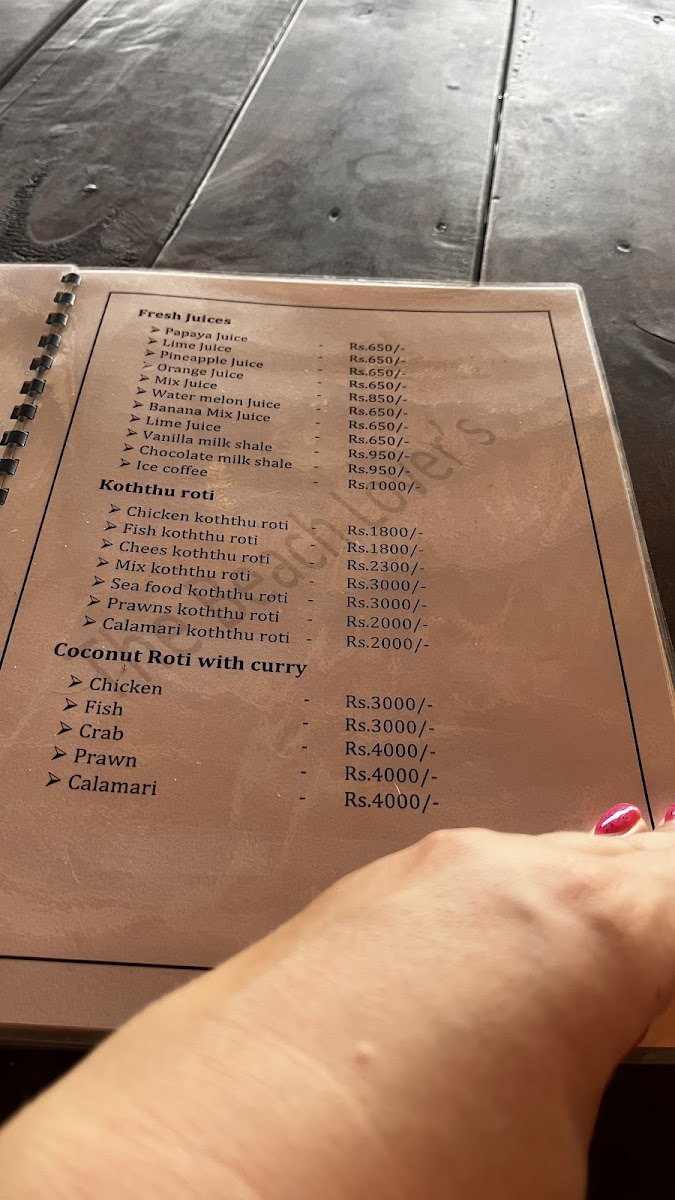 Fresh Juices
➢ Papaya Juice - Rs.650/-
➢ Lime Juice - Rs.650/-
➢ Pineapple Juice - Rs.650/-
➢ Orange Juice - Rs.650/-
➢ Mix Juice - Rs.850/-
➢ Water melon Juice - Rs.650/-
➢ Banana Mix Juice - Rs.650/-
➢ Lime Juice - Rs.650/-
➢ Vanilla milk shale - Rs.950/-
➢ Chocolate milk shale - Rs.950/-
➢ Ice coffee - Rs.1000/-
Koththu roti
➢ Chicken koththu roti - Rs.1800/-
➢ Fish koththu roti - Rs.1800/-
➢ Chees koththu roti - Rs.2300/-
➢ Mix koththu roti - Rs.3000/-
➢ Sea food koththu roti - Rs.3000/-
➢ Prawns koththu roti - Rs.2000/-
➢ Calamari koththu roti - Rs.2000/-
Coconut Roti with curry
➢ Chicken - Rs.3000/-
➢ Fish - Rs.3000/-
➢ Crab - Rs.4000/-
➢ Prawn - Rs.4000/-
➢ Calamari - Rs.4000/-
The Beach Lover's